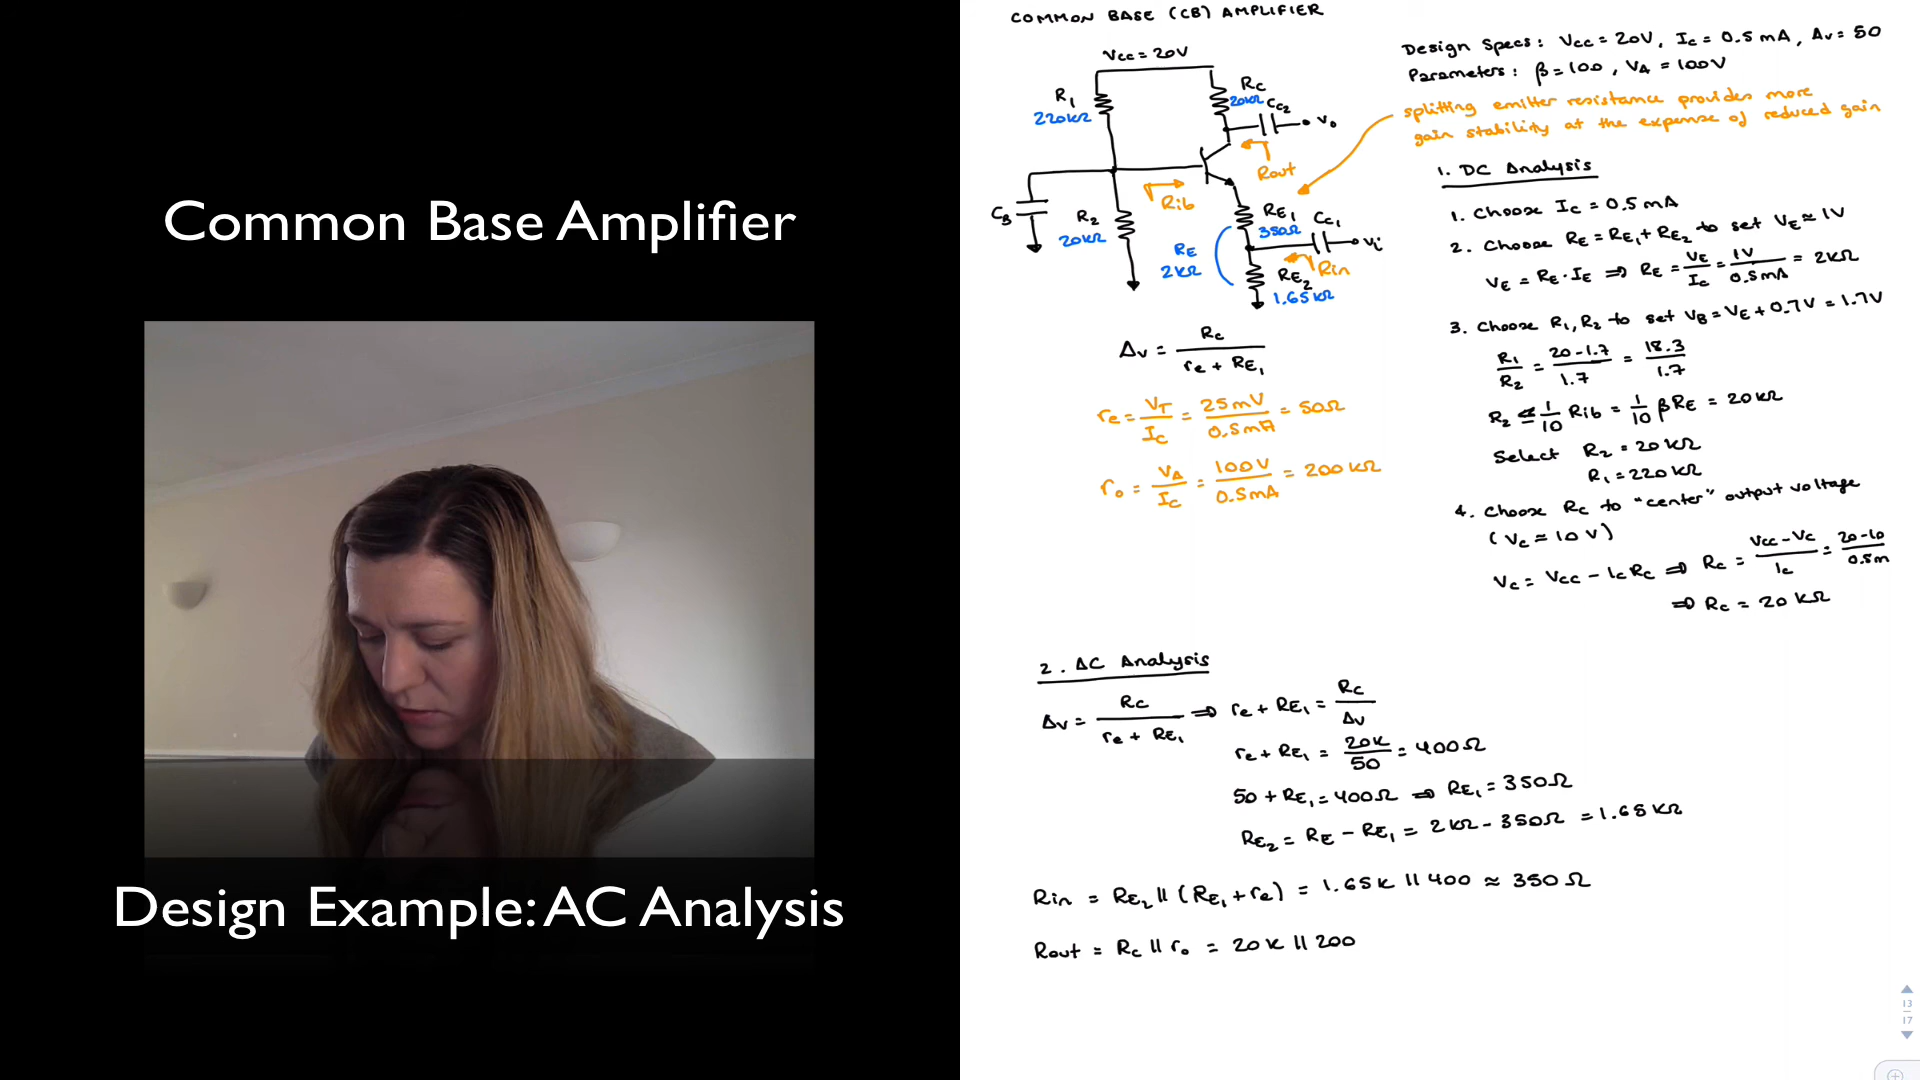 Common Base Amplifier
Design Example: AC Analysis
COMMON BASE (CB) AMPLIFIER
Vcc = 20V
R1
220kΩ
RC
20kΩ
CC2
vo
Rout
Rib
CB
R2
20kΩ
RE1
350Ω
CC1
vi
RE
2kΩ
Rin
RE2
1.65kΩ
Av = RC / (re + RE1)
re = VT / IC = 25mV / 0.5mA = 50Ω
ro = VA / IC = 100V / 0.5mA = 200kΩ
Design Specs: Vcc = 20V, Ic = 0.5mA, Av = 50
Parameters: β = 100, VA = 100V
splitting emitter resistance provides more
gain stability at the expense of reduced gain
1. DC Analysis
1. Choose Ic = 0.5mA
2. Choose RE = RE1 + RE2 to set VE ≈ 1V
VE = RE · IE ⇒ RE = VE / Ic = 1V / 0.5mA = 2kΩ
3. Choose R1, R2 to set VB = VE + 0.7V = 1.7V
R1 / R2 = 20-1.7 / 1.7 = 18.3 / 1.7
R2 ≤ 1/10 Rib = 1/10 βRE = 20kΩ
Select R2 = 20kΩ
R1 = 220kΩ
4. Choose Rc to "center" output voltage
(Vc ≈ 10V)
Vc = Vcc - IcRc ⇒ Rc = Vcc - Vc / Ic = 20-10 / 0.5m
⇒ Rc = 20kΩ
2. AC Analysis
Av = Rc / (re + RE1) ⇒ re + RE1 = Rc / Av
re + RE1 = 20k / 50 = 400Ω
50 + RE1 = 400Ω ⇒ RE1 = 350Ω
RE2 = RE - RE1 = 2kΩ - 350Ω = 1.65kΩ
Rin = RE2 || (RE1 + re) = 1.65k || 400 ≈ 350Ω
Rout = Rc || ro = 20k || 200
13
17